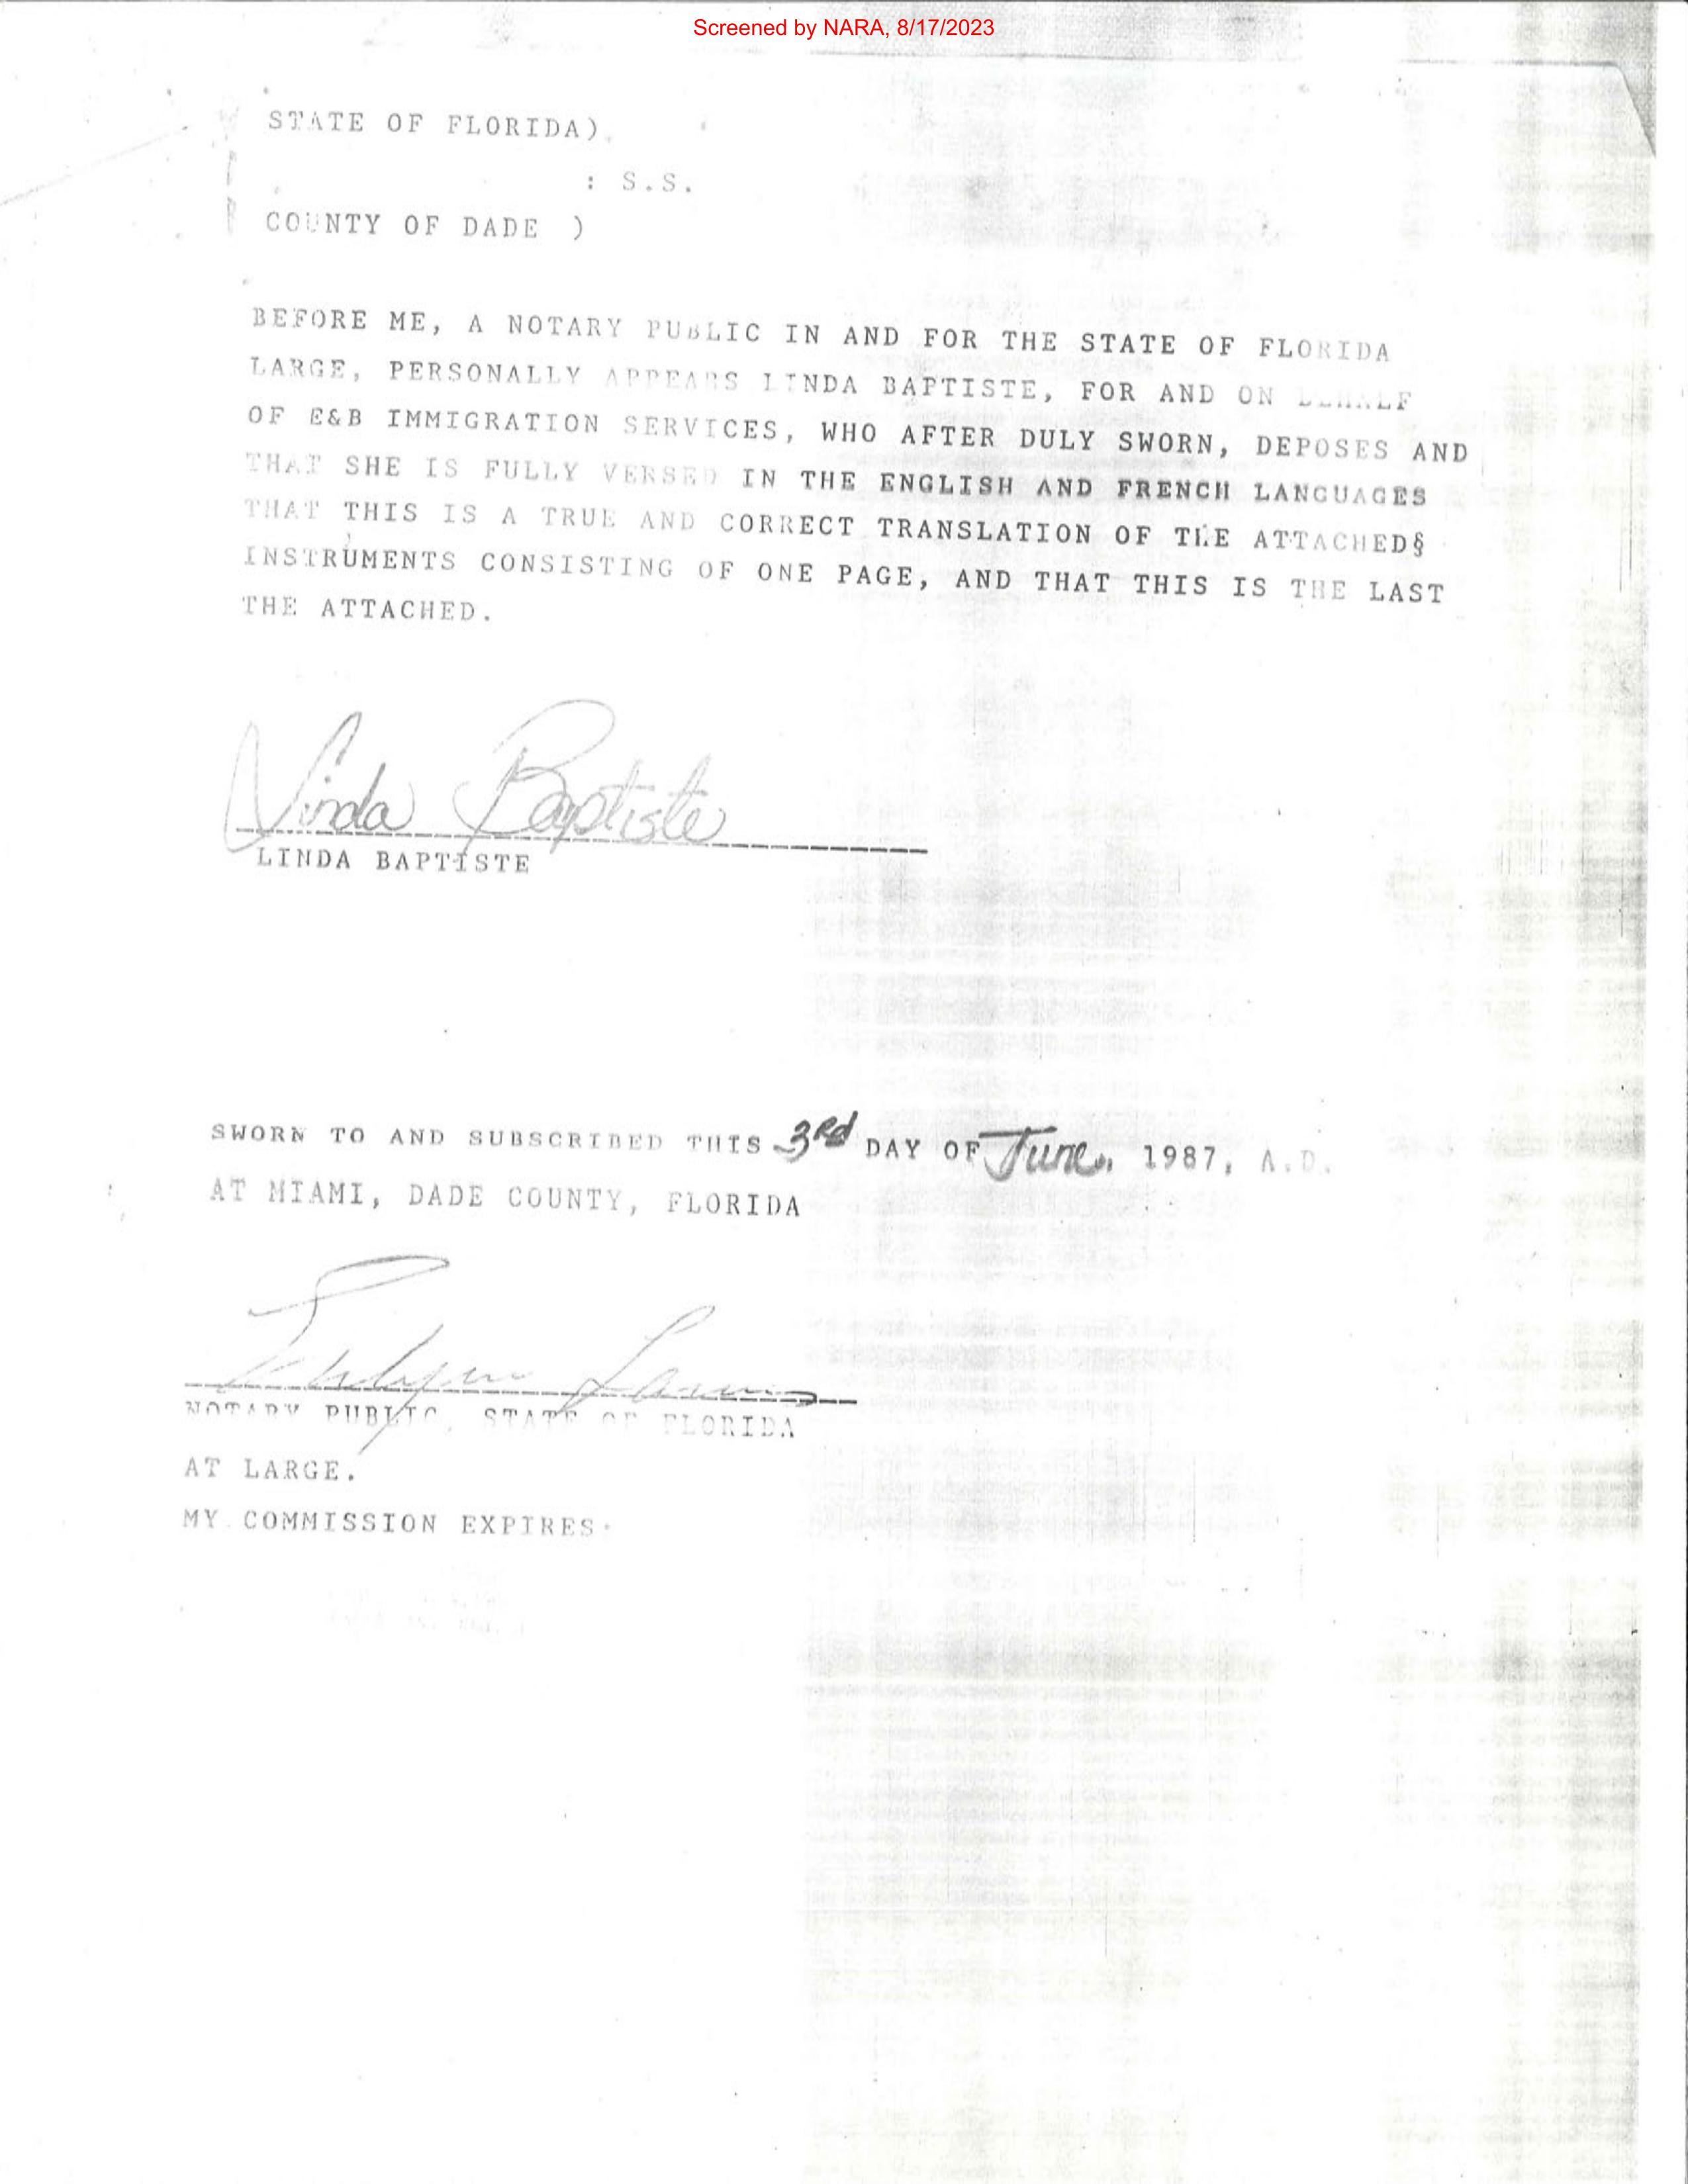 Screened by NARA, 8/17/2023
STATE OF FLORIDA)
: S.S.
COUNTY OF DADE )
BEFORE ME, A NOTARY PUBLIC IN AND FOR THE STATE OF FLORIDA
LARGE, PERSONALLY APPEARS LINDA BAPTISTE, FOR AND ON BEHALF
OF E&B IMMIGRATION SERVICES, WHO AFTER DULY SWORN, DEPOSES AND
THAT SHE IS FULLY VERSED IN THE ENGLISH AND FRENCH LANGUAGES
THAT THIS IS A TRUE AND CORRECT TRANSLATION OF THE ATTACHED§
INSTRUMENTS CONSISTING OF ONE PAGE, AND THAT THIS IS THE LAST
THE ATTACHED.
Linda Baptiste
LINDA BAPTISTE
SWORN TO AND SUBSCRIBED THIS 3rd DAY OF June, 1987, A.D.
AT MIAMI, DADE COUNTY, FLORIDA
NOTARY PUBLIC, STATE OF FLORIDA
AT LARGE.
MY COMMISSION EXPIRES